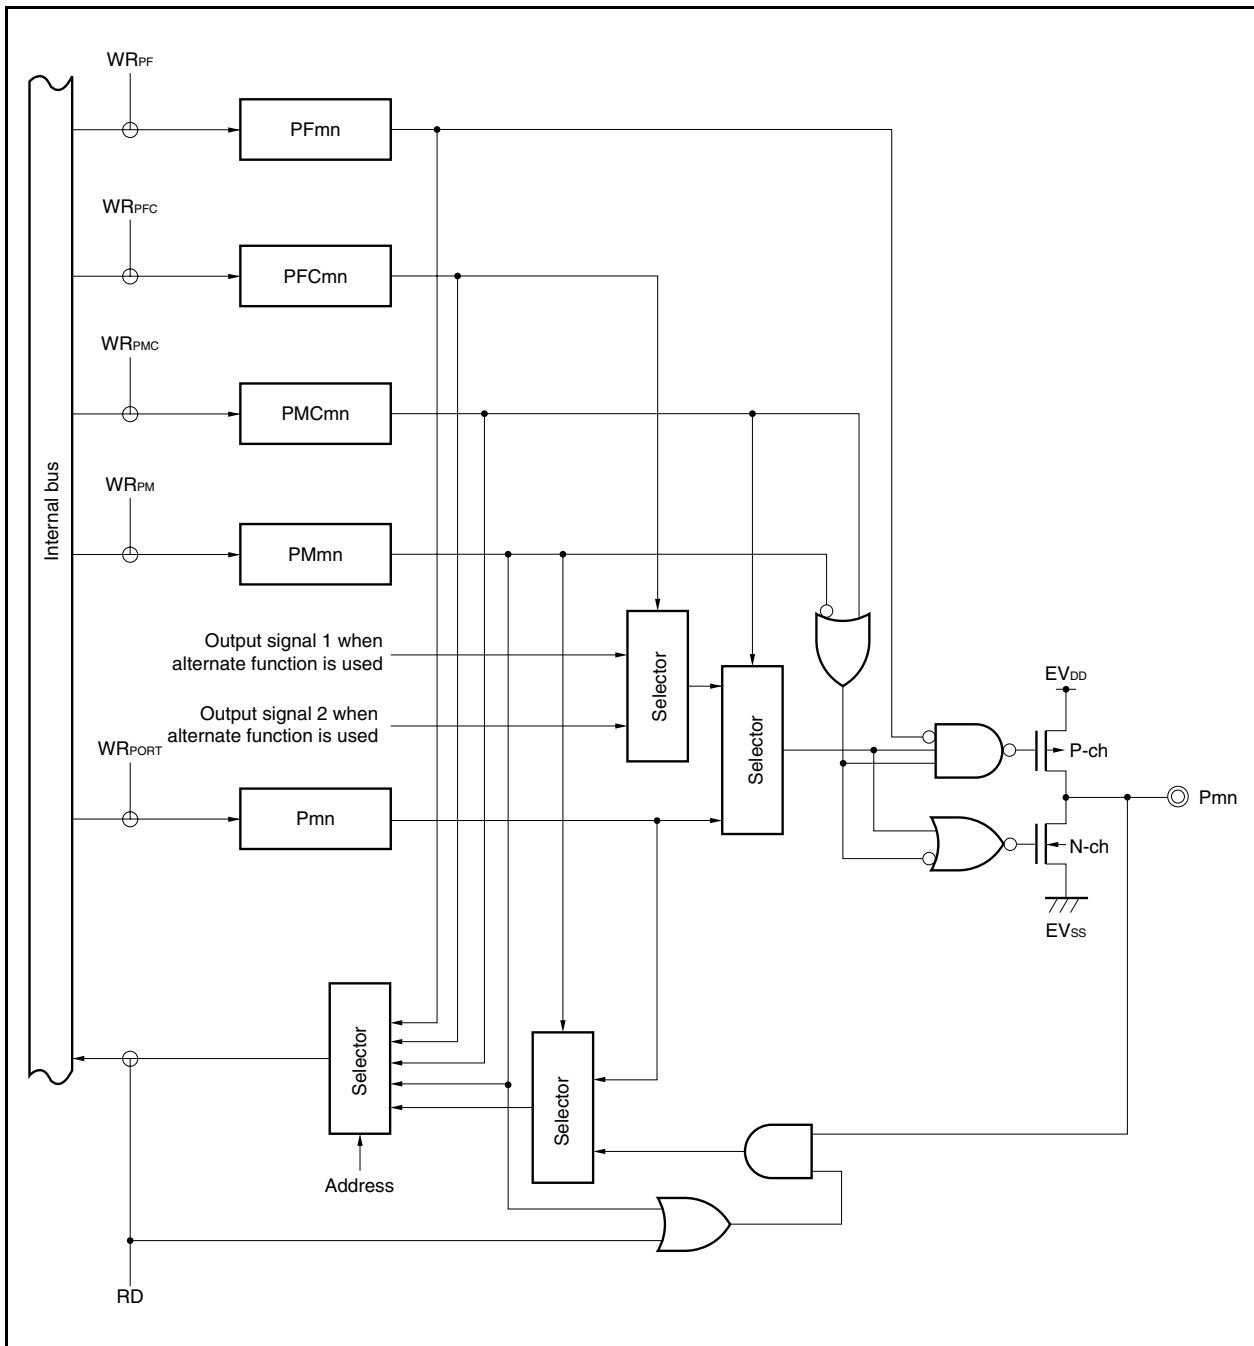 WRPF
PFmn
WRPFC
PFCmn
WRPMC
PMCmn
Internal bus
WRPM
PMmn
Output signal 1 when
alternate function is used
Output signal 2 when
alternate function is used
Selector
Selector
WRPORT
Pmn
EVDD
P-ch
Pmn
N-ch
EVSS
Selector
Selector
Address
RD